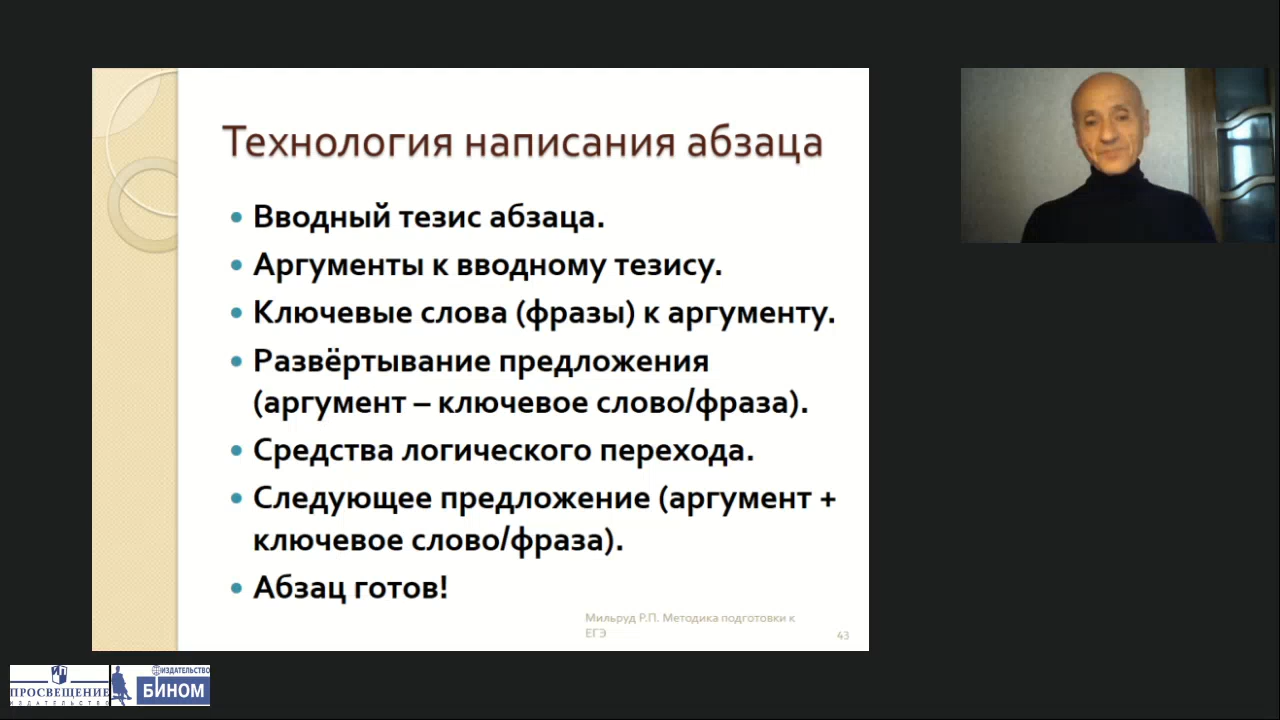 Технология написания абзаца
Вводный тезис абзаца.
Аргументы к вводному тезису.
Ключевые слова (фразы) к аргументу.
Развёртывание предложения
(аргумент – ключевое слово/фраза).
Средства логического перехода.
Следующее предложение (аргумент +
ключевое слово/фраза).
Абзац готов!
Мильруд Р.П. Методика подготовки к
ЕГЭ
43
ПРОСВЕЩЕНИЕ
ИЗДАТЕЛЬСТВО
ИЗДАТЕЛЬСТВО
БИНОМ